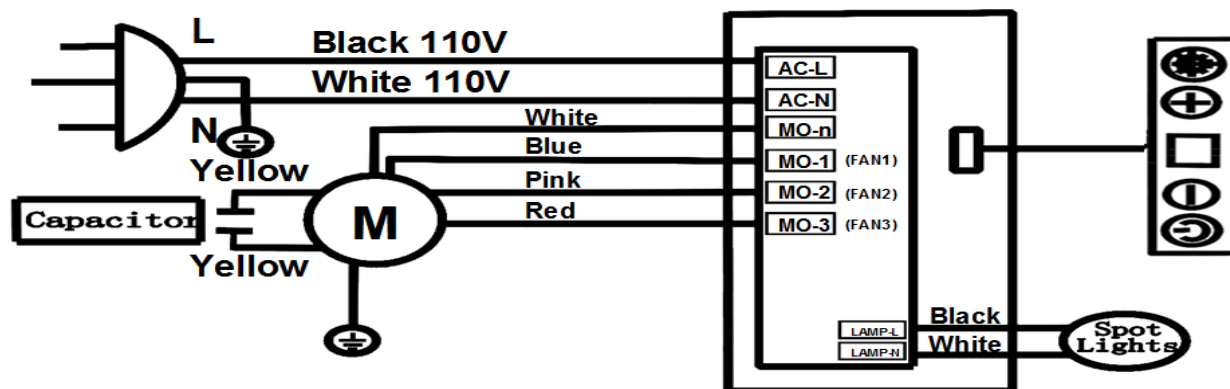 L
Black 110V
White 110V
N
Yellow
Capacitor
Yellow
M
White
Blue
Pink
Red
AC-L
AC-N
MO-n
MO-1 (FAN1)
MO-2 (FAN2)
MO-3 (FAN3)
LAMP-L
LAMP-N
Black
White
Spot
Lights